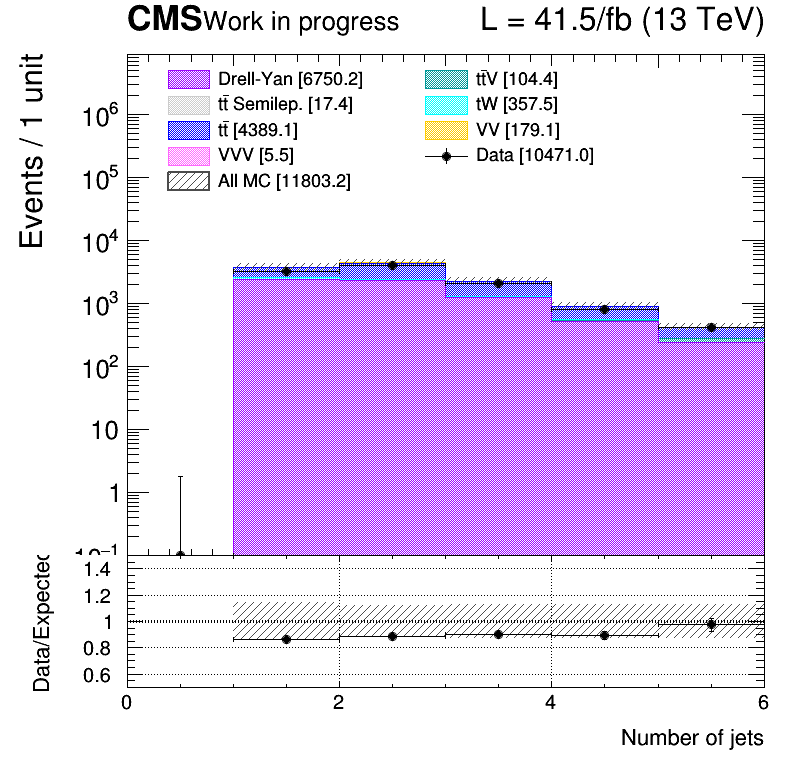 CMS Work in progress L = 41.5/fb (13 TeV)
Events / 1 unit
Drell-Yan [6750.2]
tt̄V [104.4]
tt̄ Semilep. [17.4]
tW [357.5]
tt̄ [4389.1]
VV [179.1]
VVV [5.5]
Data [10471.0]
All MC [11803.2]
10⁶
10⁵
10⁴
10³
10²
10
1
10⁻¹
Data/Expected
1.4
1.2
1
0.8
0.6
0 2 4 6
Number of jets